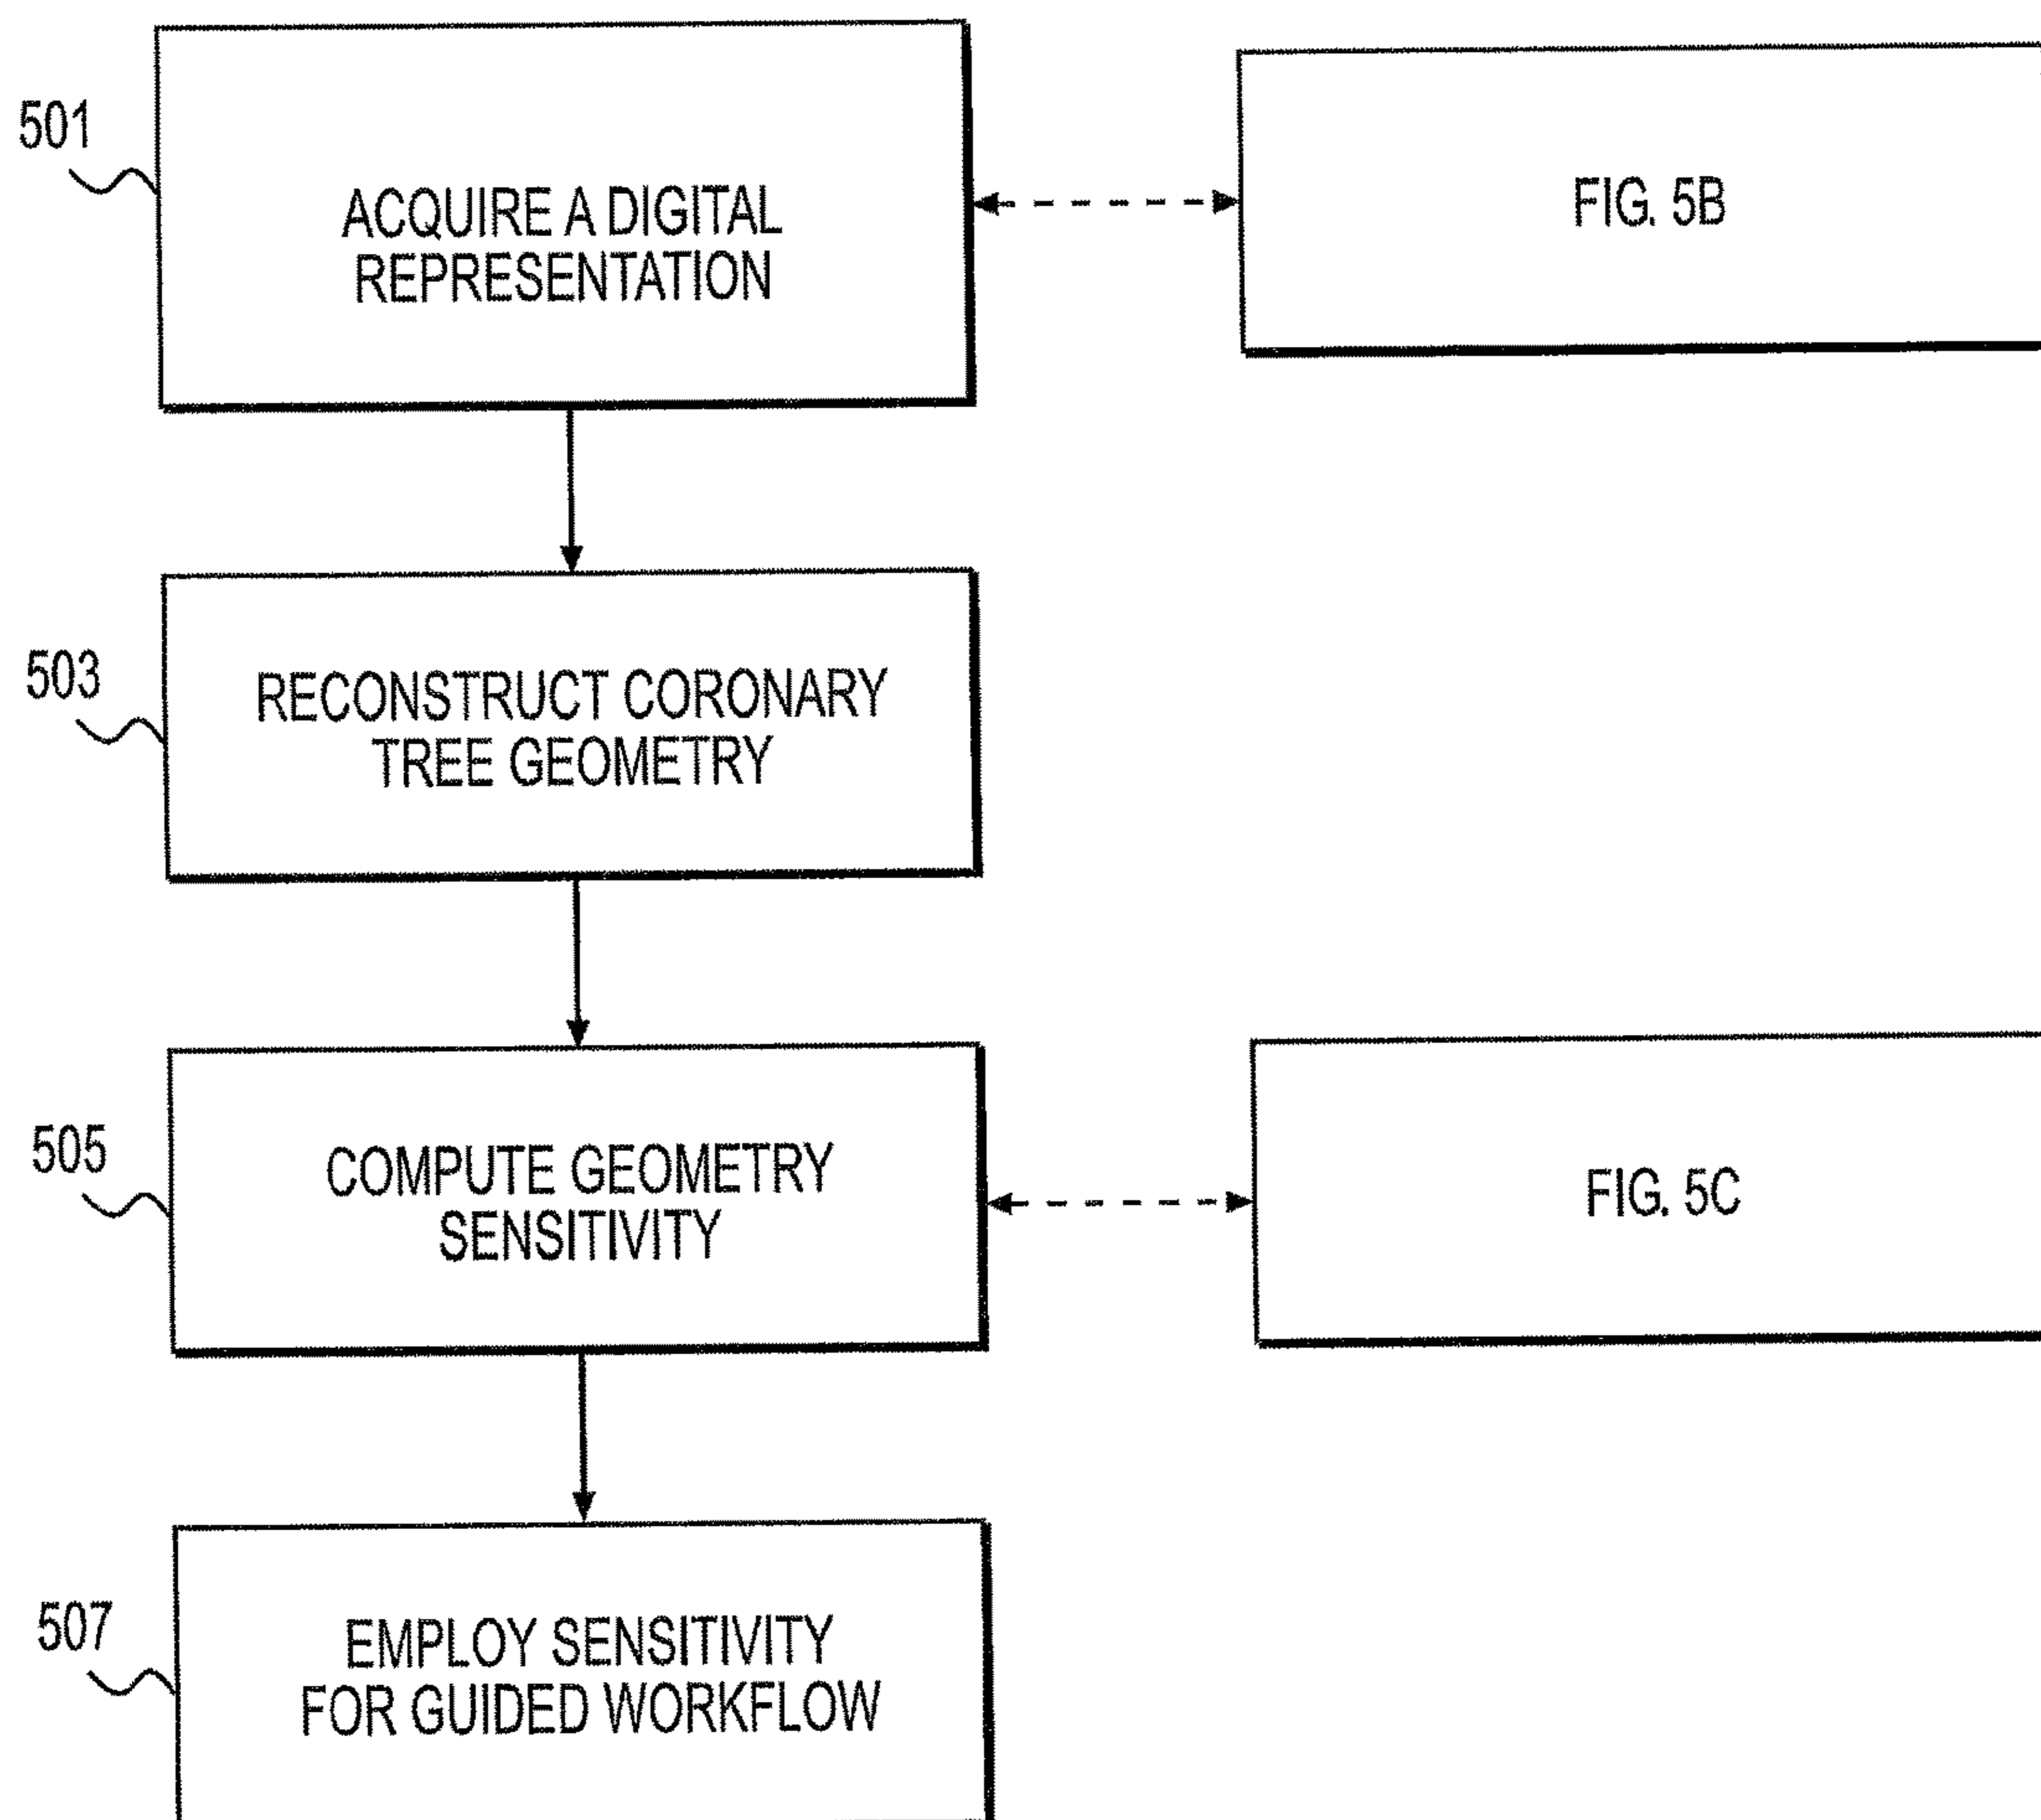 501
ACQUIRE A DIGITAL
REPRESENTATION
FIG. 5B
503
RECONSTRUCT CORONARY
TREE GEOMETRY
505
COMPUTE GEOMETRY
SENSITIVITY
FIG. 5C
507
EMPLOY SENSITIVITY
FOR GUIDED WORKFLOW